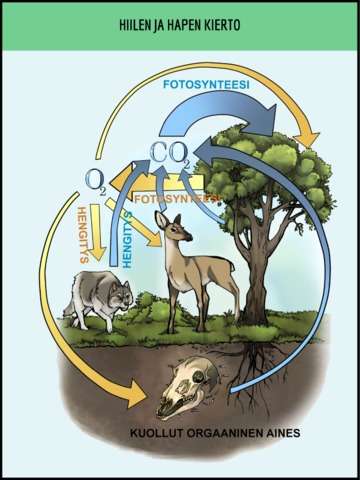 HIILEN JA HAPEN KIERTO
FOTOSYNTEESI
CO2
O2
FOTOSYNTEESI
HENGITYS
HENGITYS
KUOLLUT ORGAANINEN AINES